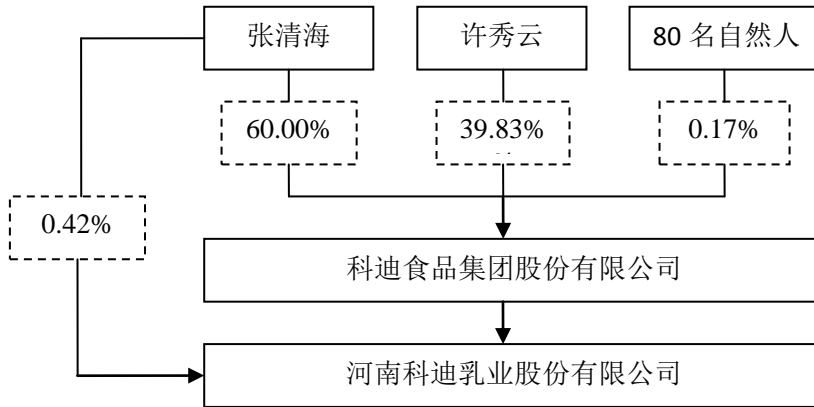 张清海
许秀云
80 名自然人
60.00%
39.83%
0.17%
0.42%
科迪食品集团股份有限公司
河南科迪乳业股份有限公司